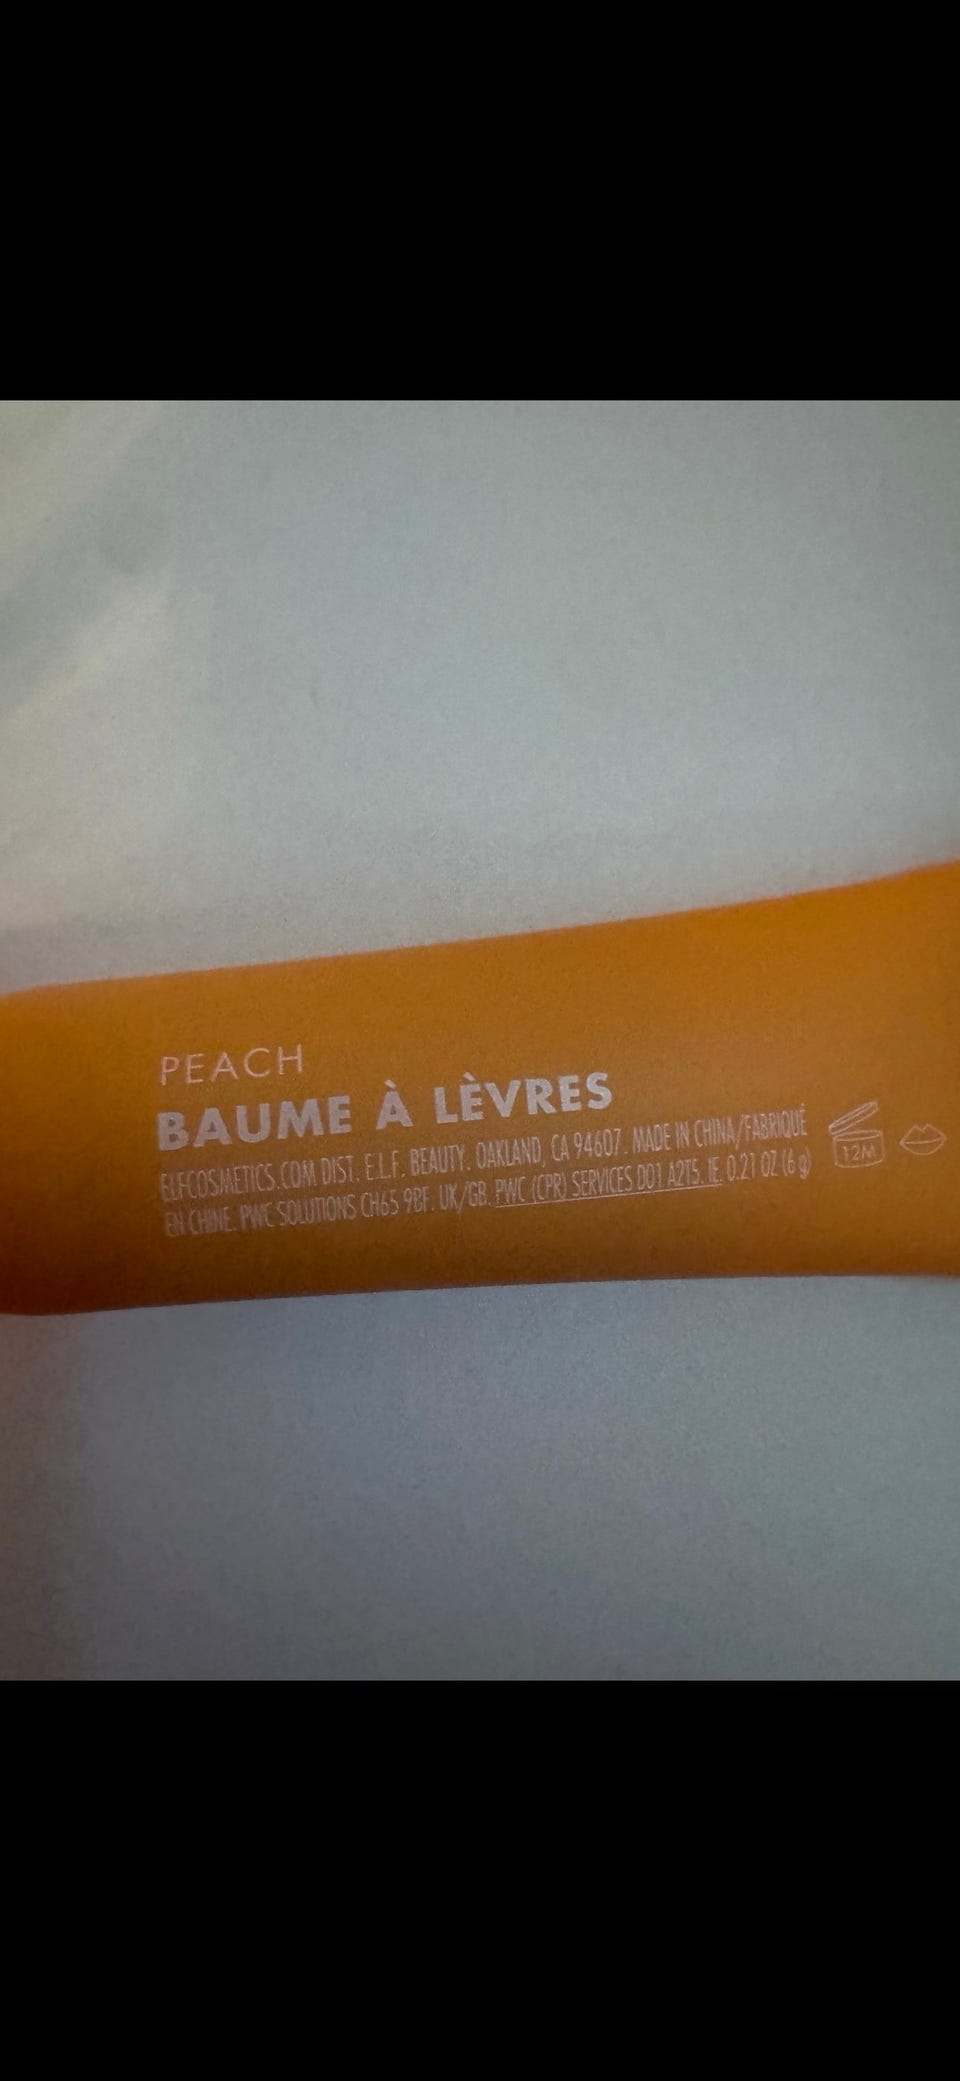 PEACH
BAUME À LÈVRES
ELFCOSMETICS.COM DIST. E.L.F. BEAUTY. OAKLAND, CA 94607. MADE IN CHINA/FABRIQUÉ
EN CHINE. PWC SOLUTIONS CH65 9BF. UK/GB. PWC (CPR) SERVICES D01 A2T5. IE. 0.21 OZ (6 g)
12M